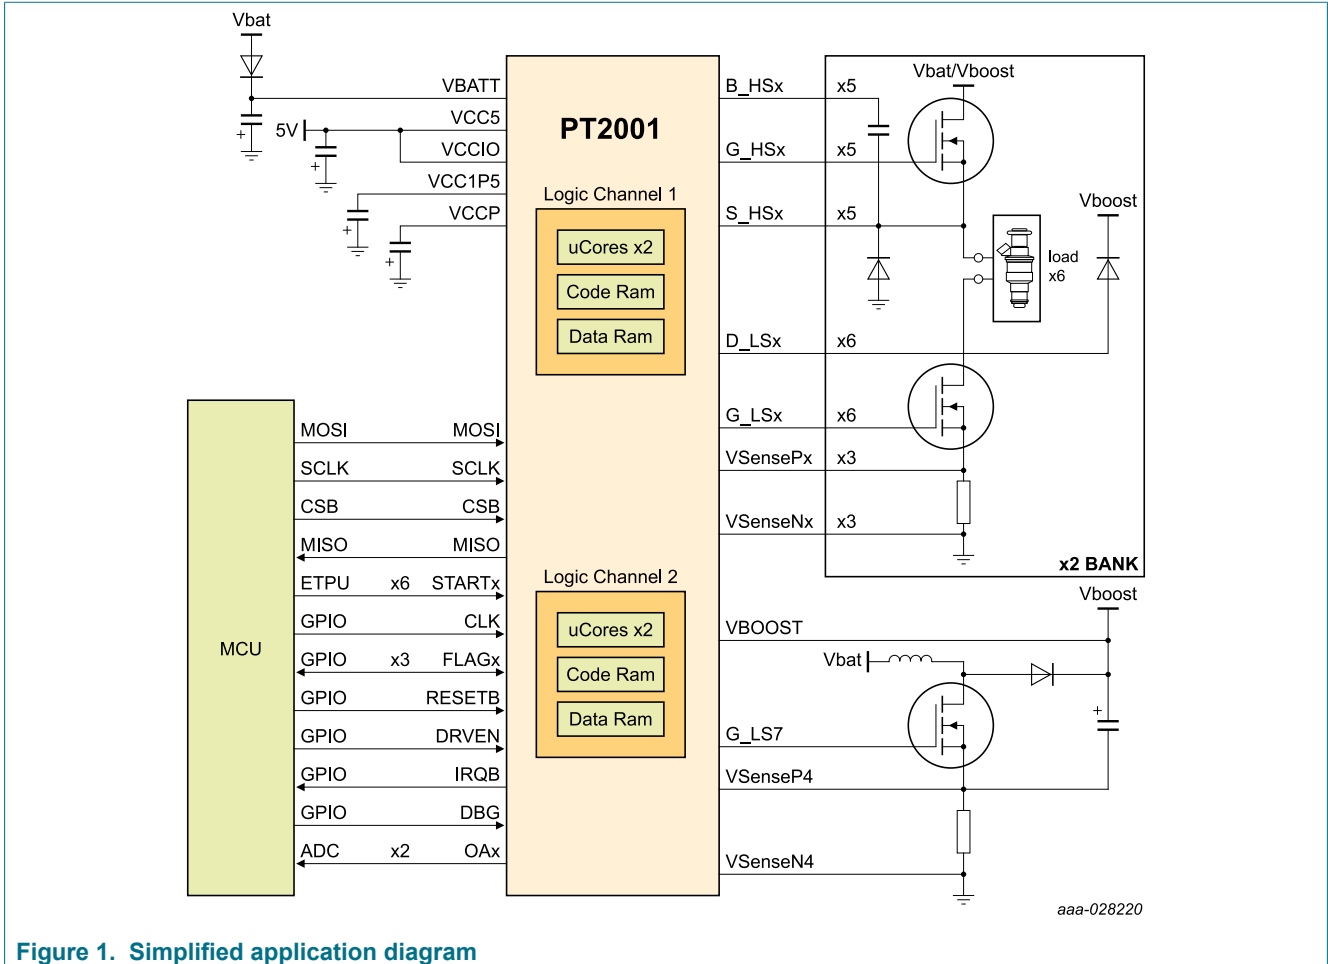 Vbat
VBATT
VCC5
5V
VCCIO
VCC1P5
VCCP
PT2001
Logic Channel 1
uCores x2
Code Ram
Data Ram
B_HSx x5
G_HSx x5
S_HSx x5
Vbat/Vboost
Vboost
load
x6
D_LSx x6
G_LSx x6
VSensePx x3
VSenseNx x3
x2 BANK
MCU
MOSI MOSI
SCLK SCLK
CSB CSB
MISO MISO
ETPU x6 STARTx
GPIO CLK
GPIO x3 FLAGx
GPIO RESETB
GPIO DRVEN
GPIO IRQB
GPIO DBG
ADC x2 OAx
Logic Channel 2
uCores x2
Code Ram
Data Ram
Vboost
VBOOST
Vbat
G_LS7
VSenseP4
VSenseN4
aaa-028220
Figure 1. Simplified application diagram